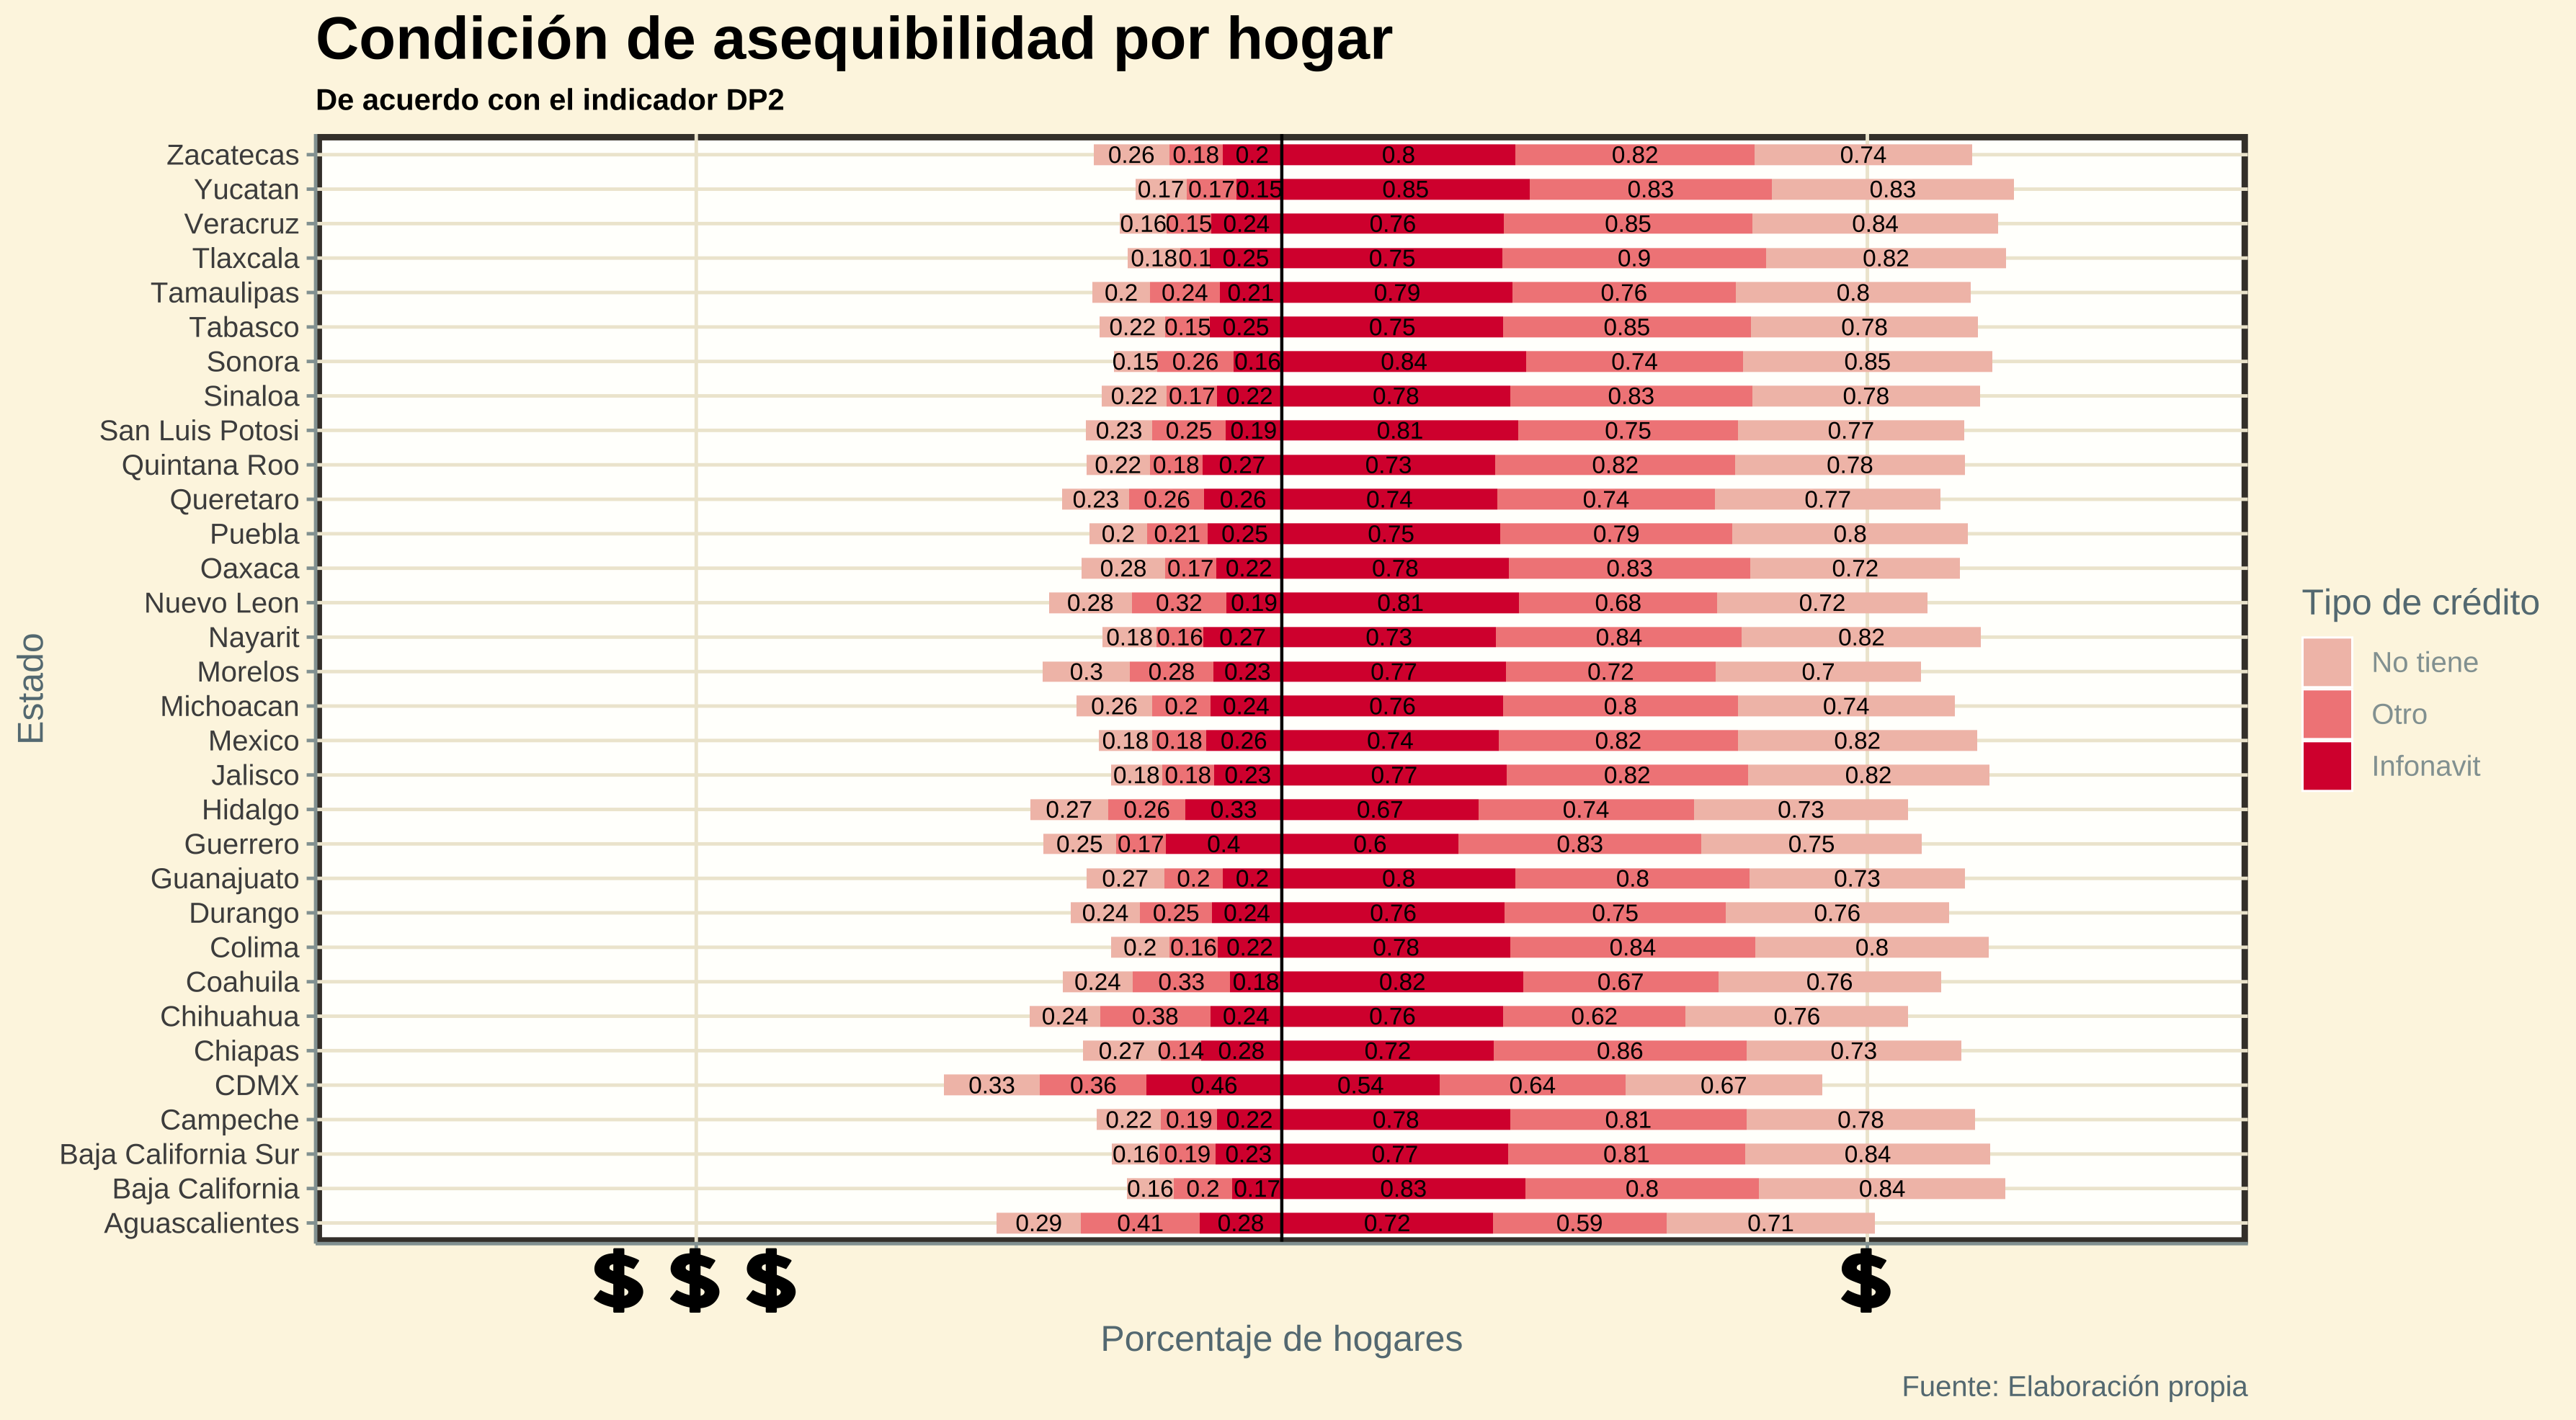 Condición de asequibilidad por hogar
De acuerdo con el indicador DP2
Estado
Zacatecas 0.26 0.18 0.2 0.8 0.82 0.74
Yucatan 0.17 0.17 0.15 0.85 0.83 0.83
Veracruz 0.16 0.15 0.24 0.76 0.85 0.84
Tlaxcala 0.18 0.1 0.25 0.75 0.9 0.82
Tamaulipas 0.2 0.24 0.21 0.79 0.76 0.8
Tabasco 0.22 0.15 0.25 0.75 0.85 0.78
Sonora 0.15 0.26 0.16 0.84 0.74 0.85
Sinaloa 0.22 0.17 0.22 0.78 0.83 0.78
San Luis Potosi 0.23 0.25 0.19 0.81 0.75 0.77
Quintana Roo 0.22 0.18 0.27 0.73 0.82 0.78
Queretaro 0.23 0.26 0.26 0.74 0.74 0.77
Puebla 0.2 0.21 0.25 0.75 0.79 0.8
Oaxaca 0.28 0.17 0.22 0.78 0.83 0.72
Nuevo Leon 0.28 0.32 0.19 0.81 0.68 0.72
Nayarit 0.18 0.16 0.27 0.73 0.84 0.82
Morelos 0.3 0.28 0.23 0.77 0.72 0.7
Michoacan 0.26 0.2 0.24 0.76 0.8 0.74
Mexico 0.18 0.18 0.26 0.74 0.82 0.82
Jalisco 0.18 0.18 0.23 0.77 0.82 0.82
Hidalgo 0.27 0.26 0.33 0.67 0.74 0.73
Guerrero 0.25 0.17 0.4 0.6 0.83 0.75
Guanajuato 0.27 0.2 0.2 0.8 0.8 0.73
Durango 0.24 0.25 0.24 0.76 0.75 0.76
Colima 0.2 0.16 0.22 0.78 0.84 0.8
Coahuila 0.24 0.33 0.18 0.82 0.67 0.76
Chihuahua 0.24 0.38 0.24 0.76 0.62 0.76
Chiapas 0.27 0.14 0.28 0.72 0.86 0.73
CDMX 0.33 0.36 0.46 0.54 0.64 0.67
Campeche 0.22 0.19 0.22 0.78 0.81 0.78
Baja California Sur 0.16 0.19 0.23 0.77 0.81 0.84
Baja California 0.16 0.2 0.17 0.83 0.8 0.84
Aguascalientes 0.29 0.41 0.28 0.72 0.59 0.71
$ $ $ $
Porcentaje de hogares
Tipo de crédito
No tiene
Otro
Infonavit
Fuente: Elaboración propia